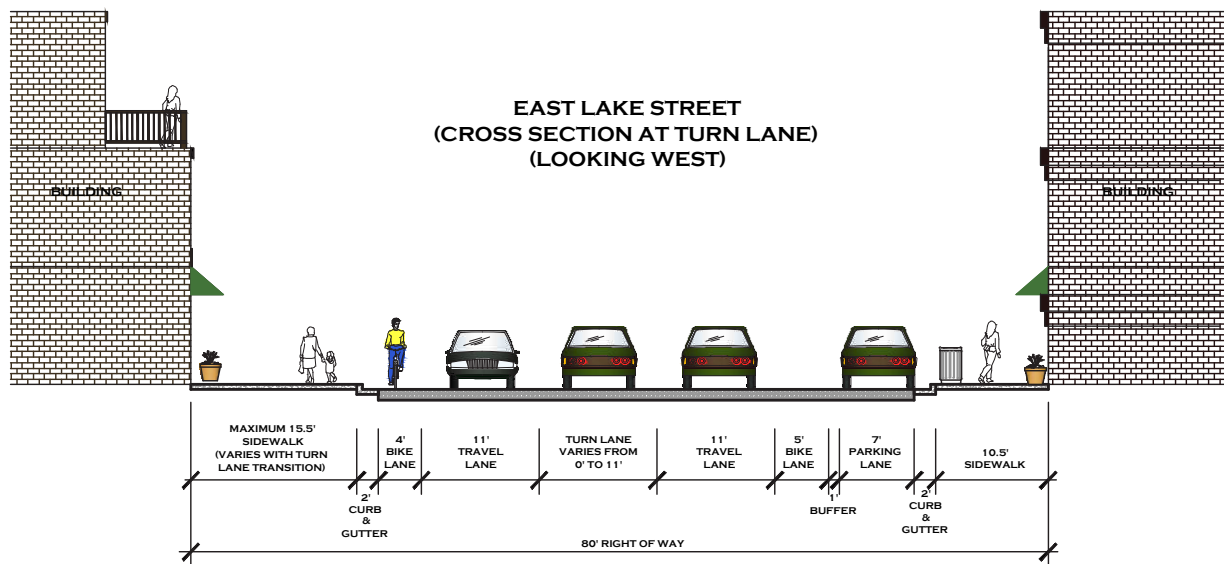 EAST LAKE STREET
(CROSS SECTION AT TURN LANE)
(LOOKING WEST)
BUILDING
BUILDING
MAXIMUM 15.5'
SIDEWALK
(VARIES WITH TURN
LANE TRANSITION)
2'
CURB
&
GUTTER
4'
BIKE
LANE
11'
TRAVEL
LANE
TURN LANE
VARIES FROM
0' TO 11'
11'
TRAVEL
LANE
5'
BIKE
LANE
1'
BUFFER
7'
PARKING
LANE
2'
CURB
&
GUTTER
10.5'
SIDEWALK
80' RIGHT OF WAY